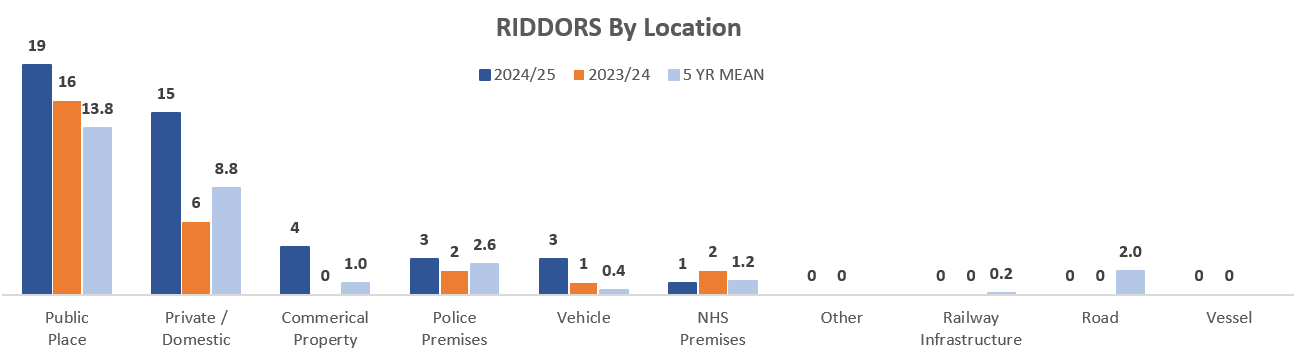 RIDDORS By Location
2024/25 2023/24 5 YR MEAN
19 16 13.8
15 6 8.8
4 0 1.0
3 2 2.6
3 1 0.4
1 2 1.2
0 0
0 0 0.2
0 0 2.0
0 0
Public
Place
Private /
Domestic
Commerical
Property
Police
Premises
Vehicle
NHS
Premises
Other
Railway
Infrastructure
Road
Vessel